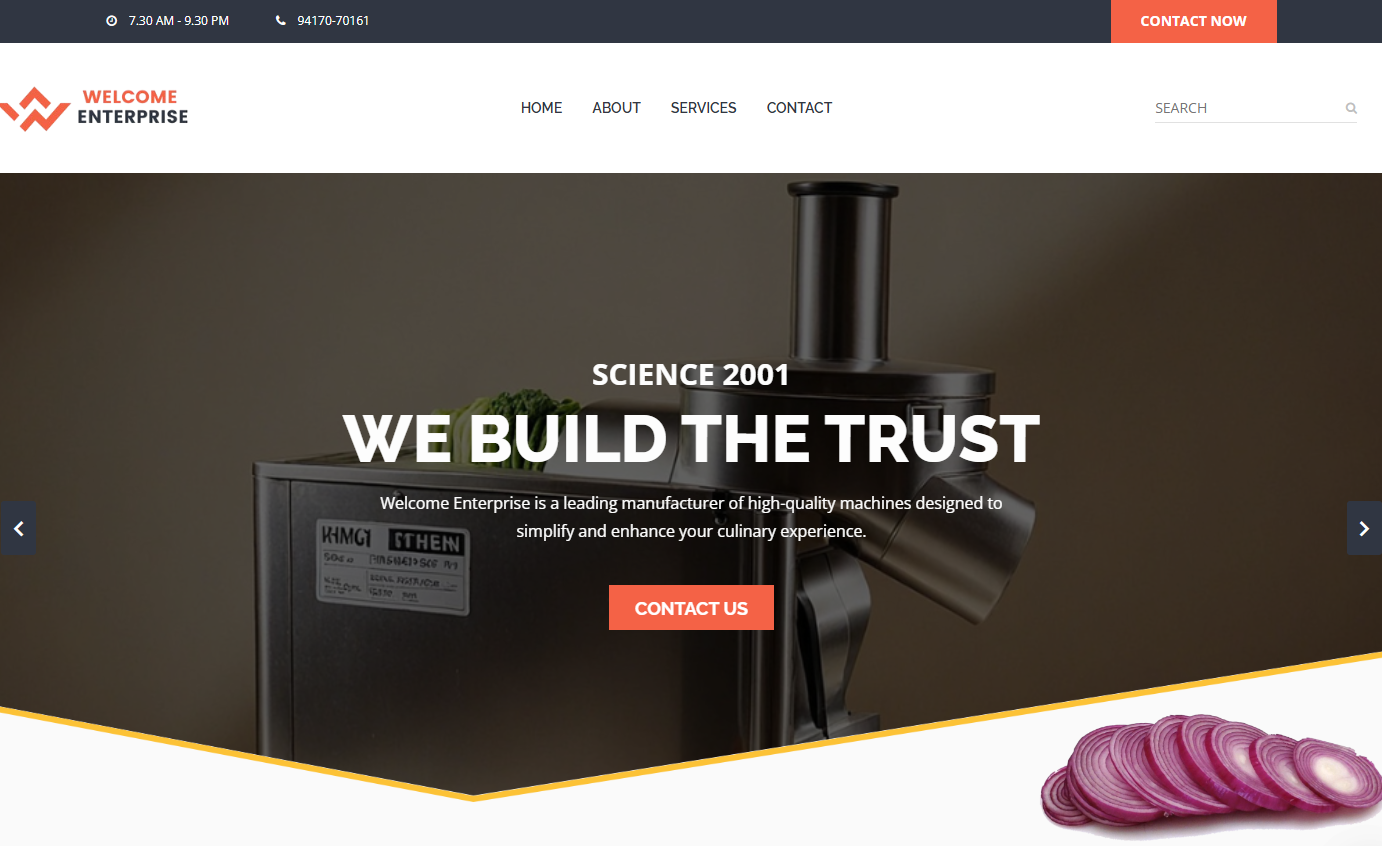 7.30 AM - 9.30 PM
94170-70161
CONTACT NOW
WELCOME
ENTERPRISE
HOME
ABOUT
SERVICES
CONTACT
SEARCH
SCIENCE 2001
WE BUILD THE TRUST
Welcome Enterprise is a leading manufacturer of high-quality machines designed to
simplify and enhance your culinary experience.
CONTACT US